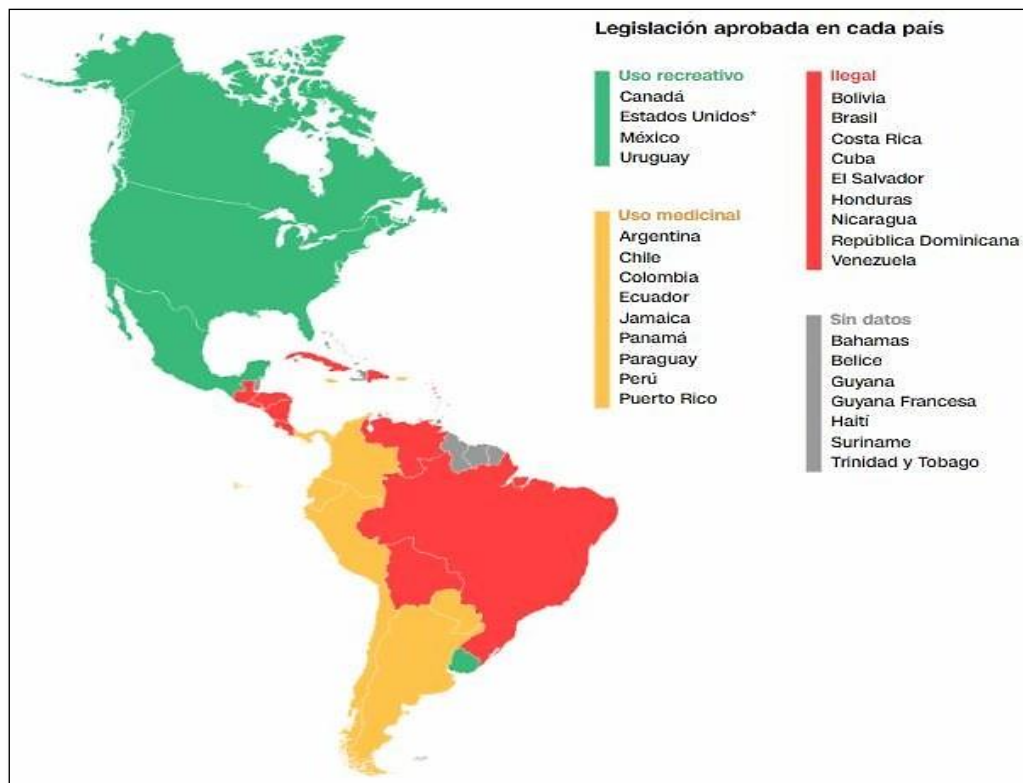 Legislación aprobada en cada país
Uso recreativo
Canadá
Estados Unidos*
México
Uruguay
Uso medicinal
Argentina
Chile
Colombia
Ecuador
Jamaica
Panamá
Paraguay
Perú
Puerto Rico
Ilegal
Bolivia
Brasil
Costa Rica
Cuba
El Salvador
Honduras
Nicaragua
República Dominicana
Venezuela
Sin datos
Bahamas
Belice
Guyana
Guyana Francesa
Haití
Suriname
Trinidad y Tobago